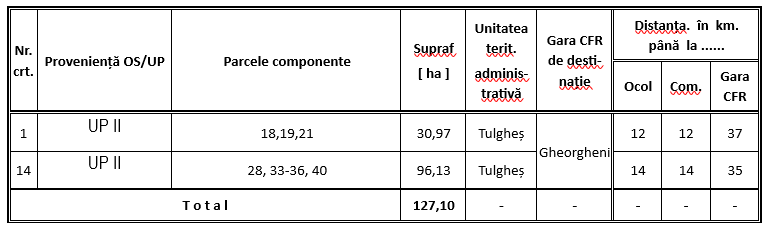 Nr. crt. Proveniență OS/UP Parcele componente Supraf [ ha ] Unitatea terit. adminis- trativă Gara CFR de desti- nație Distanța. în km. până la ......
Ocol Com. Gara CFR
1 UP II 18,19,21 30,97 Tulgheș Gheorgheni 12 12 37
14 UP II 28, 33-36, 40 96,13 Tulgheș 14 14 35
T o t a l 127,10 - - - - -